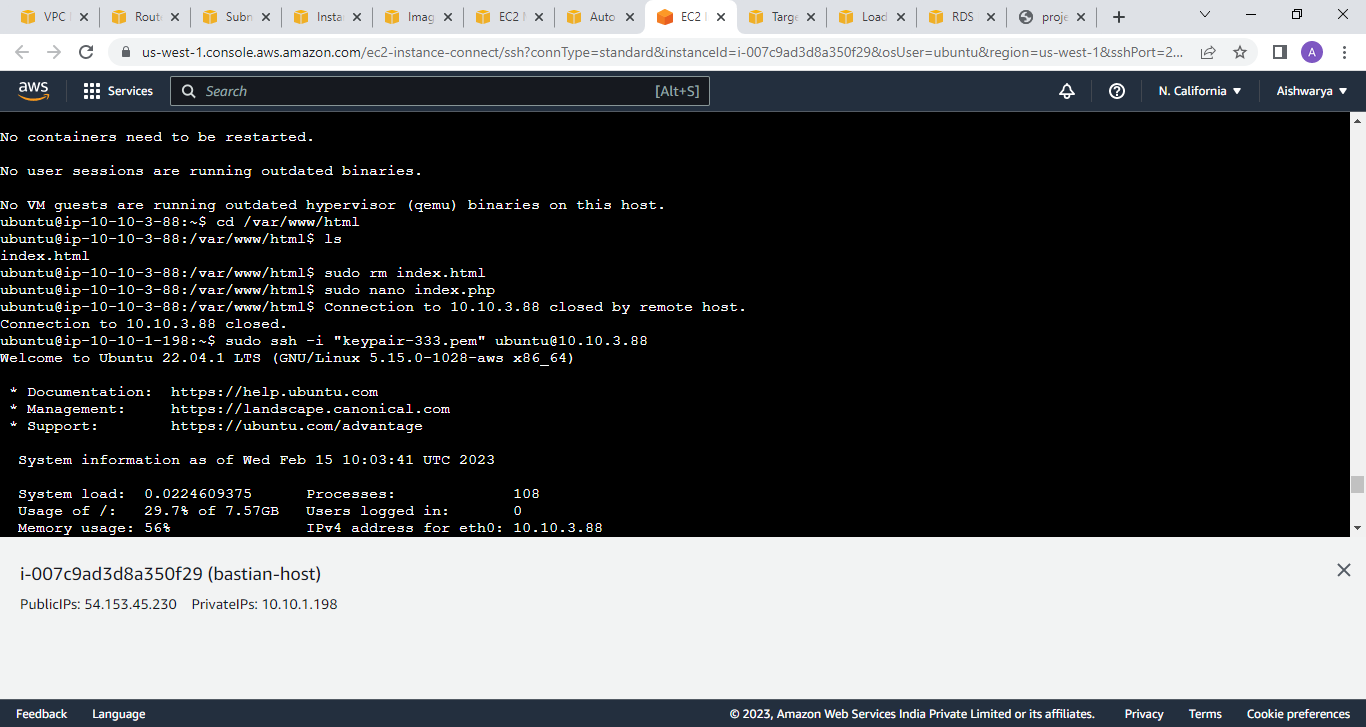 VPC Rout Subn Insta Imag EC2 Auto EC2 Targe Load RDS proje
us-west-1.console.aws.amazon.com/ec2-instance-connect/ssh?connType=standard&instanceId=i-007c9ad3d8a350f29&osUser=ubuntu&region=us-west-1&sshPort=2... A
aws Services Search [Alt+S] N. California Aishwarya
No containers need to be restarted.
No user sessions are running outdated binaries.
No VM guests are running outdated hypervisor (qemu) binaries on this host.
ubuntu@ip-10-10-3-88:~$ cd /var/www/html
ubuntu@ip-10-10-3-88:/var/www/html$ ls
index.html
ubuntu@ip-10-10-3-88:/var/www/html$ sudo rm index.html
ubuntu@ip-10-10-3-88:/var/www/html$ sudo nano index.php
ubuntu@ip-10-10-3-88:/var/www/html$ Connection to 10.10.3.88 closed by remote host.
Connection to 10.10.3.88 closed.
ubuntu@ip-10-10-1-198:~$ sudo ssh -i "keypair-333.pem" ubuntu@10.10.3.88
Welcome to Ubuntu 22.04.1 LTS (GNU/Linux 5.15.0-1028-aws x86_64)
* Documentation: https://help.ubuntu.com
* Management: https://landscape.canonical.com
* Support: https://ubuntu.com/advantage
System information as of Wed Feb 15 10:03:41 UTC 2023
System load: 0.0224609375 Processes: 108
Usage of /: 29.7% of 7.57GB Users logged in: 0
Memory usage: 56% IPv4 address for eth0: 10.10.3.88
i-007c9ad3d8a350f29 (bastian-host)
PublicIPs: 54.153.45.230 PrivateIPs: 10.10.1.198
Feedback Language © 2023, Amazon Web Services India Private Limited or its affiliates. Privacy Terms Cookie preferences